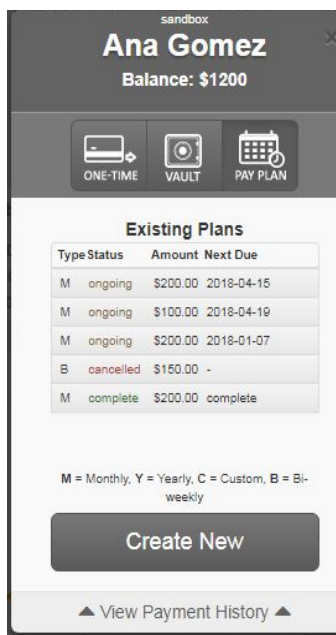 sandbox
Ana Gomez
Balance: $1200
ONE-TIME VAULT PAY PLAN
Existing Plans
Type Status Amount Next Due
M ongoing $200.00 2018-04-15
M ongoing $100.00 2018-04-19
M ongoing $200.00 2018-01-07
B cancelled $150.00 -
M complete $200.00 complete
M = Monthly, Y = Yearly, C = Custom, B = Bi-
weekly
Create New
▲ View Payment History ▲